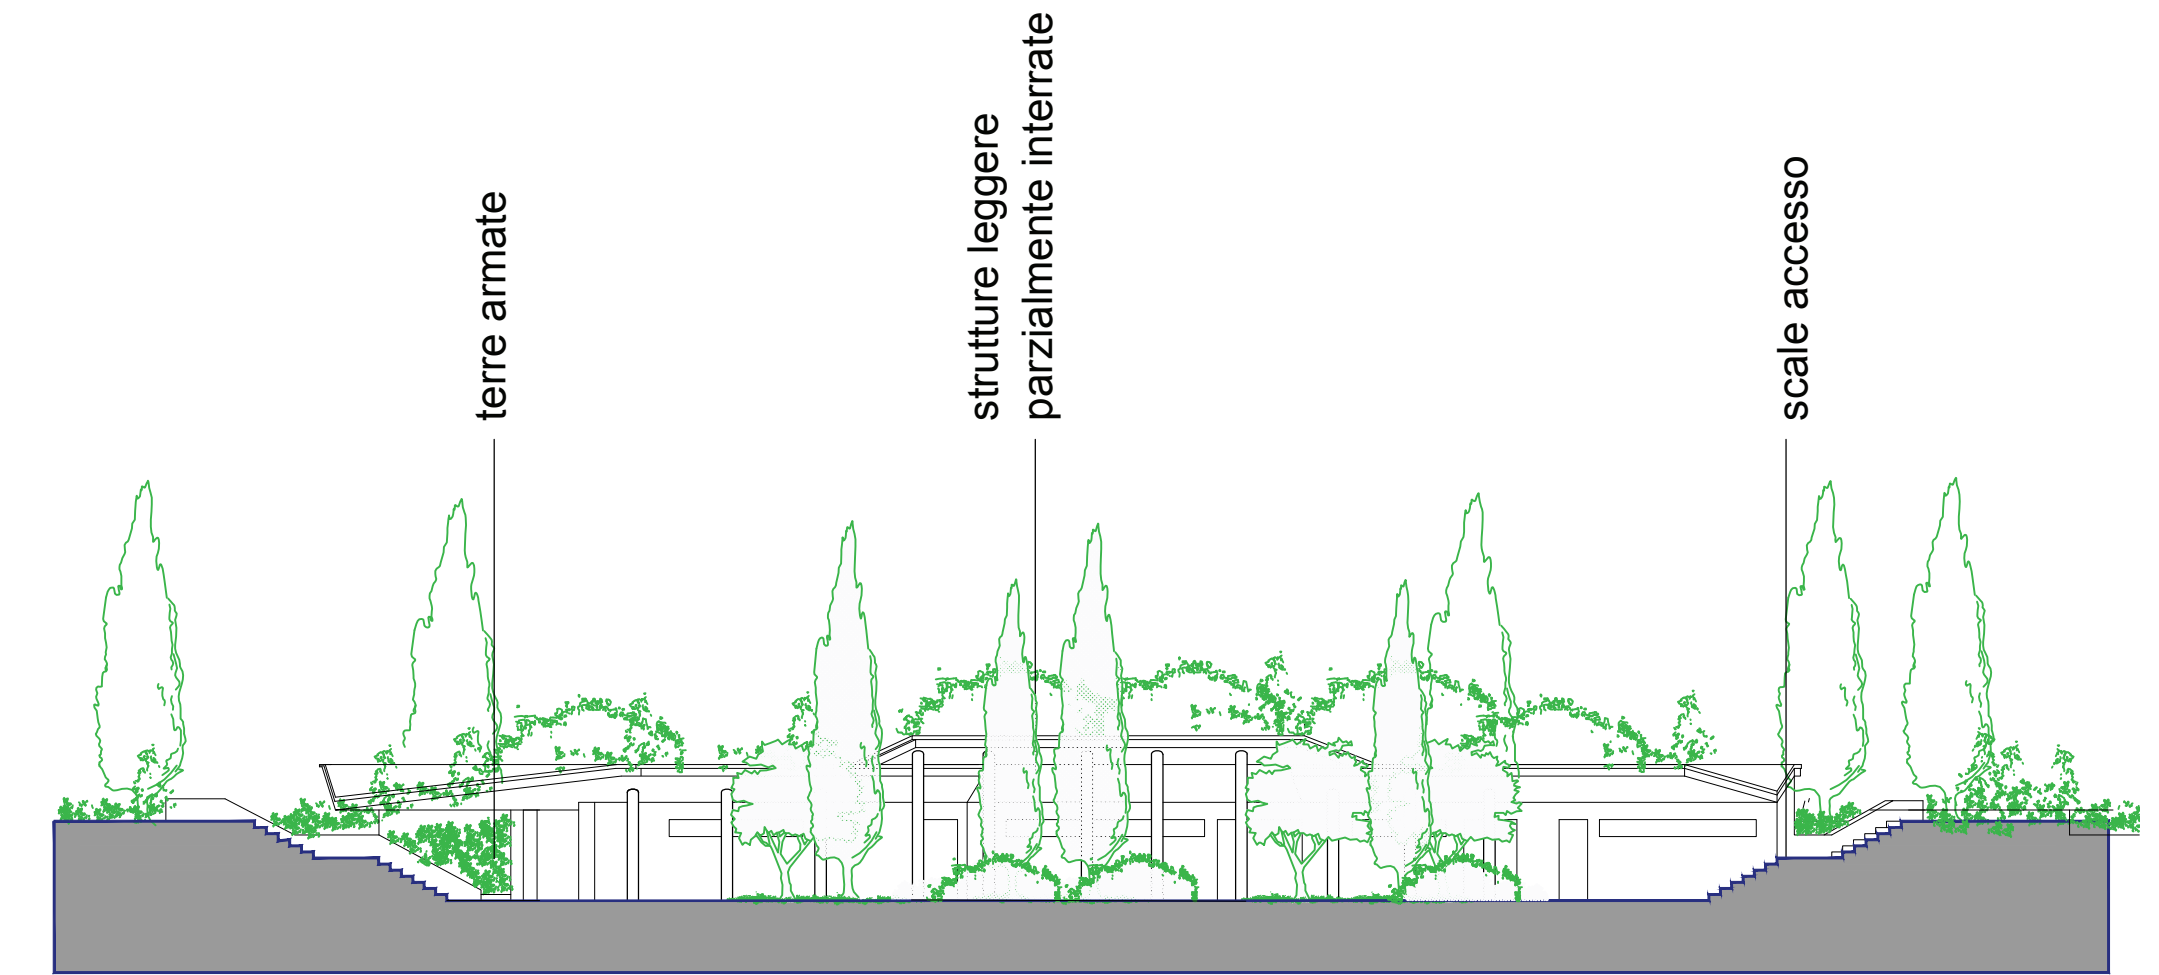 terre armate
strutture leggere
parzialmente interrate
scale accesso